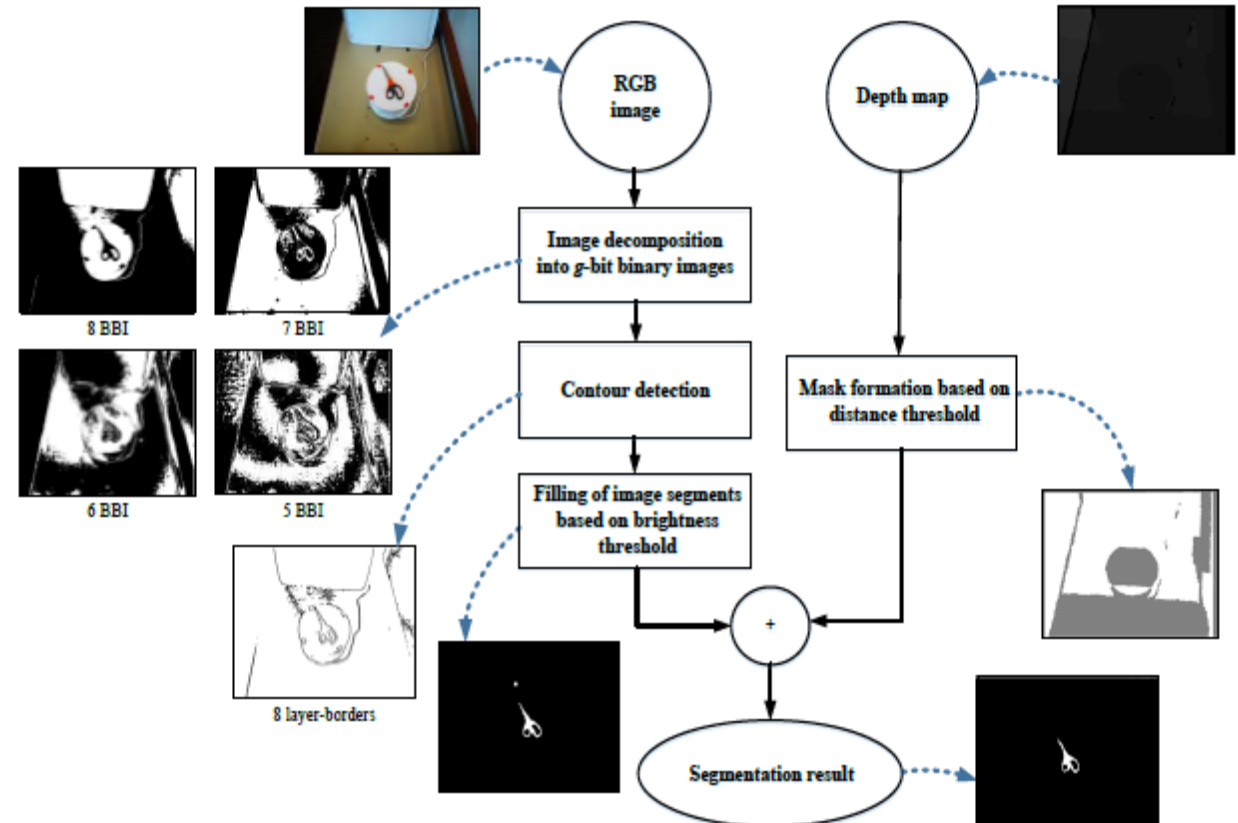 RGB
image
Depth map
Image decomposition
into g-bit binary images
8 BBI
7 BBI
Contour detection
Mask formation based on
distance threshold
6 BBI
5 BBI
Filling of image segments
based on brightness
threshold
+
8 layer-borders
Segmentation result